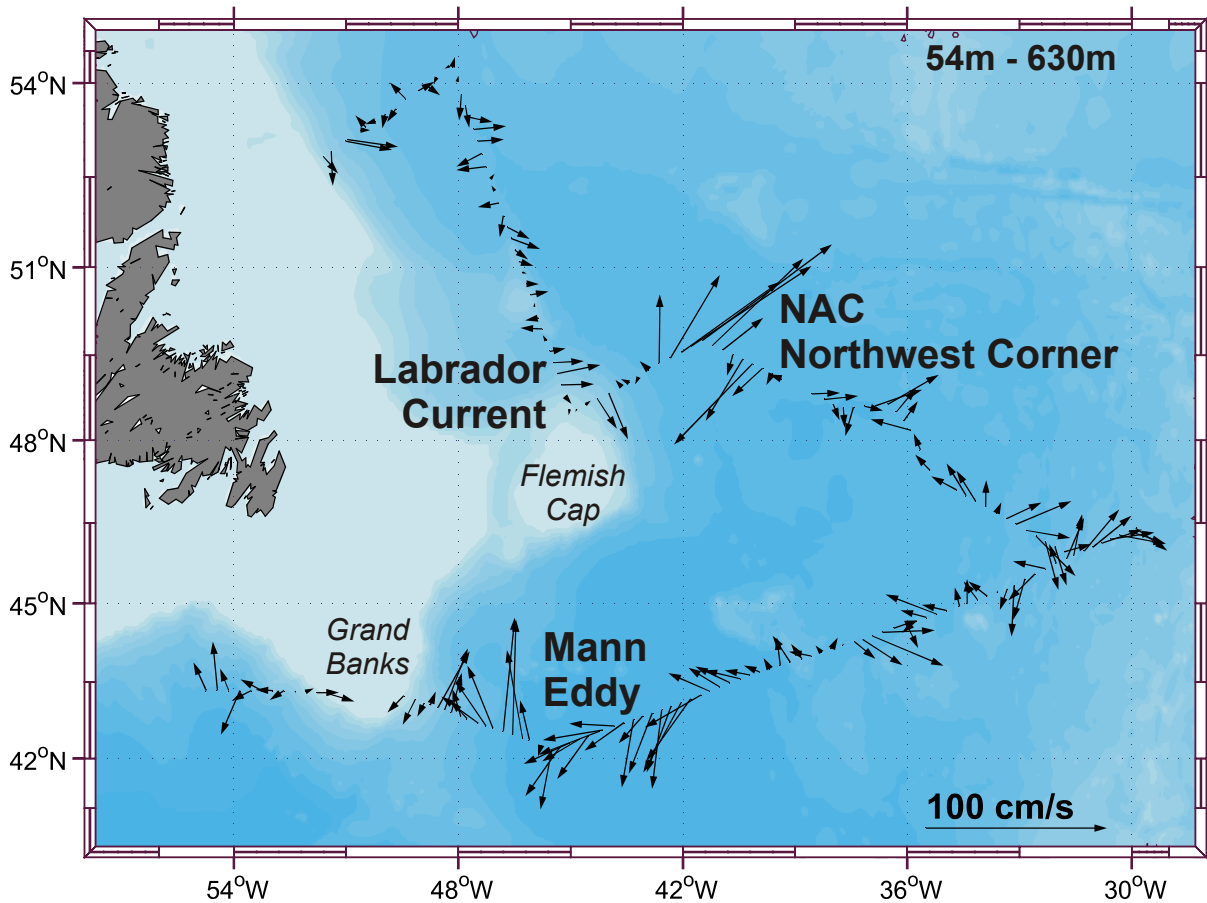 54m - 630m
54°N
51°N
NAC
Northwest Corner
Labrador
Current
48°N
Flemish
Cap
45°N
Grand
Banks
Mann
Eddy
42°N
100 cm/s
54°W
48°W
42°W
36°W
30°W